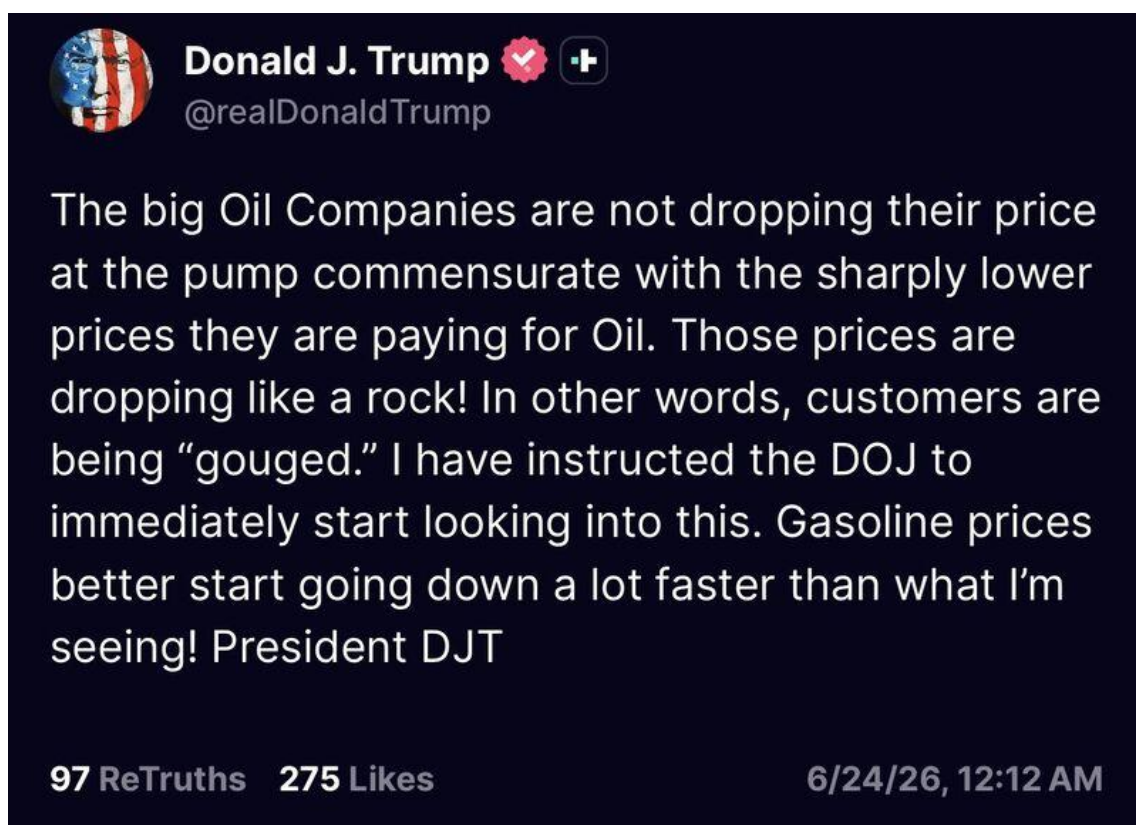 Donald J. Trump
@realDonaldTrump
The big Oil Companies are not dropping their price
at the pump commensurate with the sharply lower
prices they are paying for Oil. Those prices are
dropping like a rock! In other words, customers are
being “gouged.” I have instructed the DOJ to
immediately start looking into this. Gasoline prices
better start going down a lot faster than what I’m
seeing! President DJT
97 ReTruths 275 Likes 6/24/26, 12:12 AM